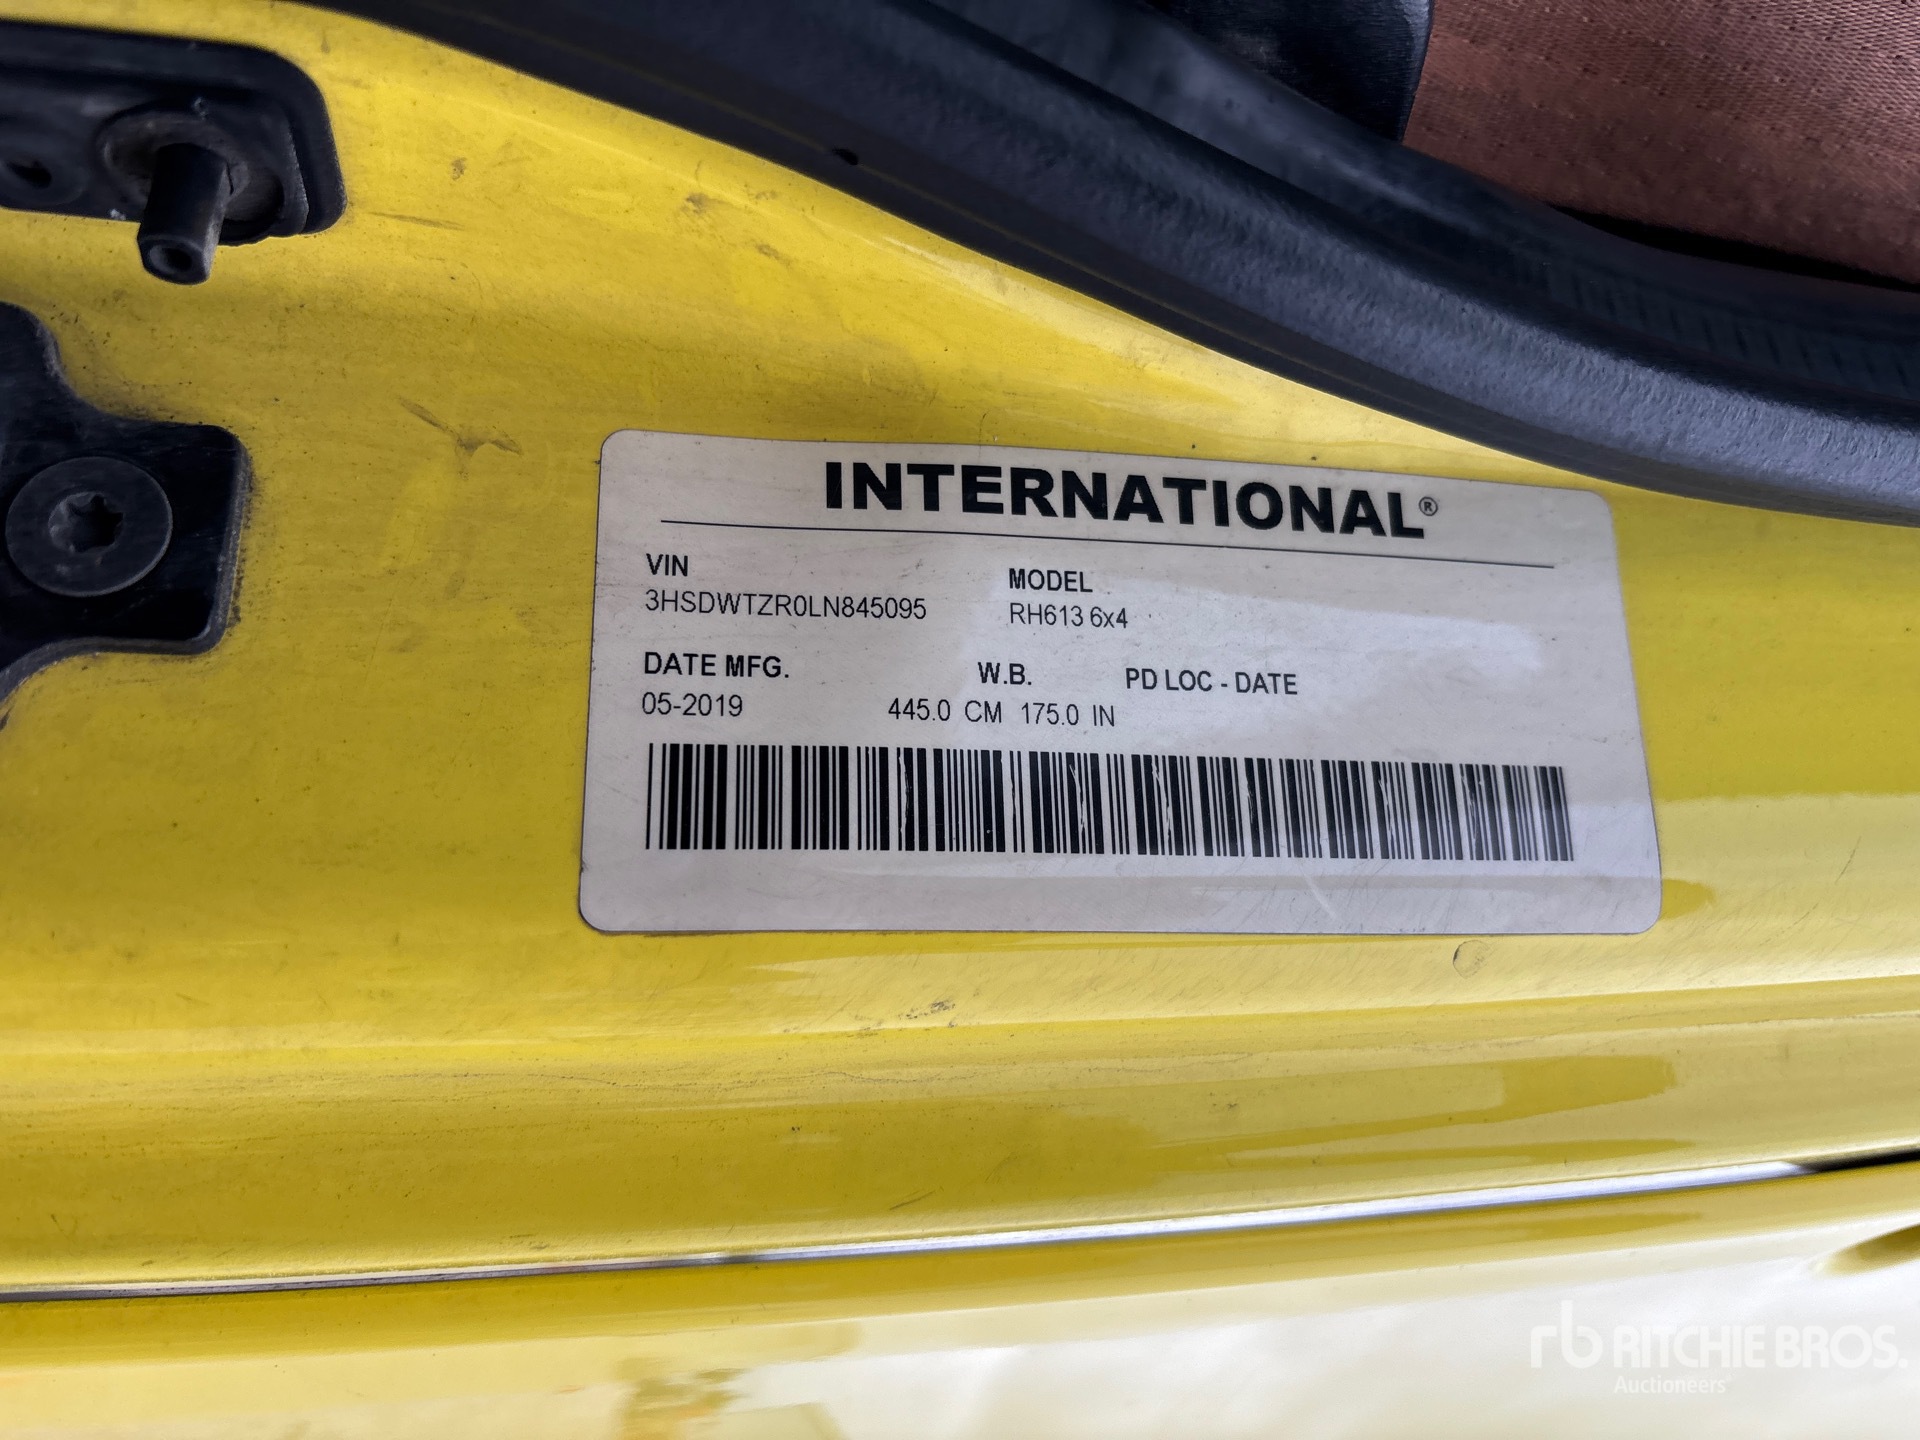 INTERNATIONAL®
VIN
3HSDWTZR0LN845095
MODEL
RH613 6x4
DATE MFG.
05-2019
W.B.
445.0 CM 175.0 IN
PD LOC - DATE
rb RITCHIE BROS.
Auctioneers